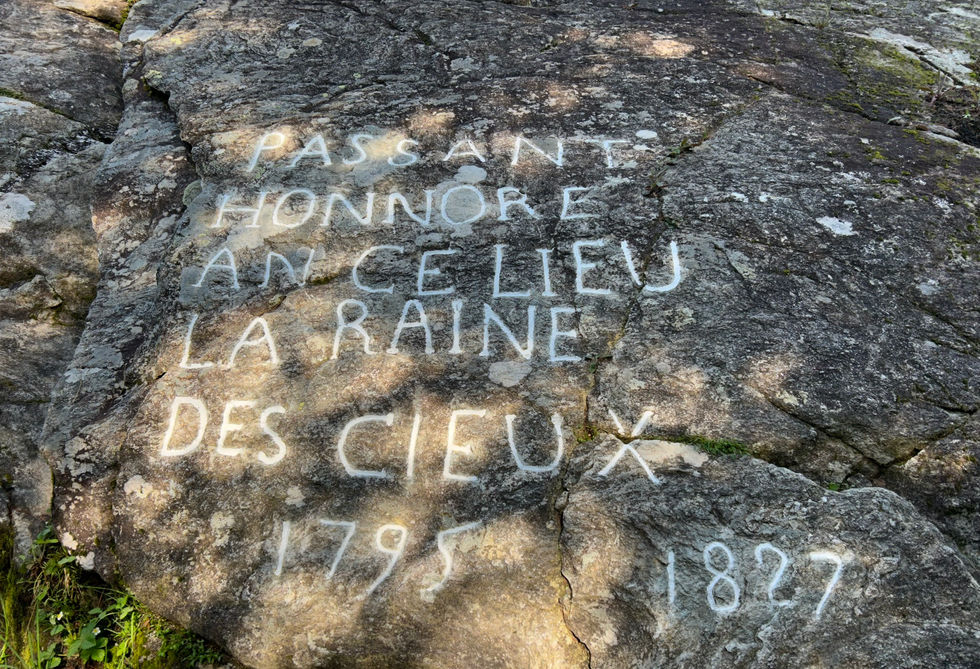 PASSANT
HONNORE
AN CE LIEU
LA RAINE
DES CIEUX
1795 1827